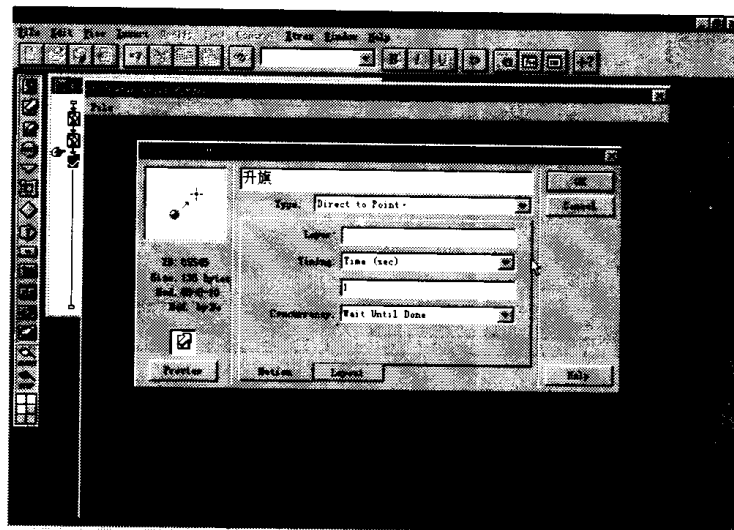 File Edit View Insert Modify Text Control Xtras Window Help
B I U
File
升旗
OK
Type: Direct to Point
Cancel
Layer:
Timing: Time (sec)
1
Concurrency: Wait Until Done
Preview
Motion Layout
Help